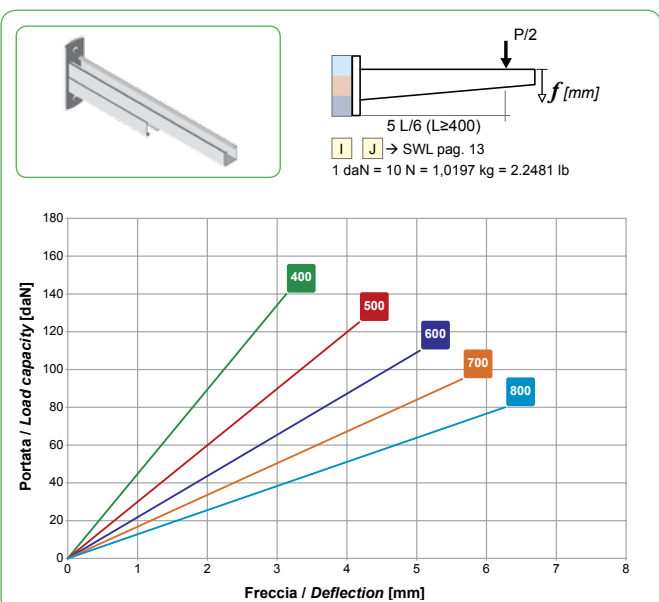 P/2
f [mm]
5 L/6 (L≥400)
I J → SWL pag. 13
1 daN = 10 N = 1,0197 kg = 2.2481 lb
Portata / Load capacity [daN]
180
160
140
120
100
80
60
40
20
0
400
500
600
700
800
0 1 2 3 4 5 6 7 8
Freccia / Deflection [mm]